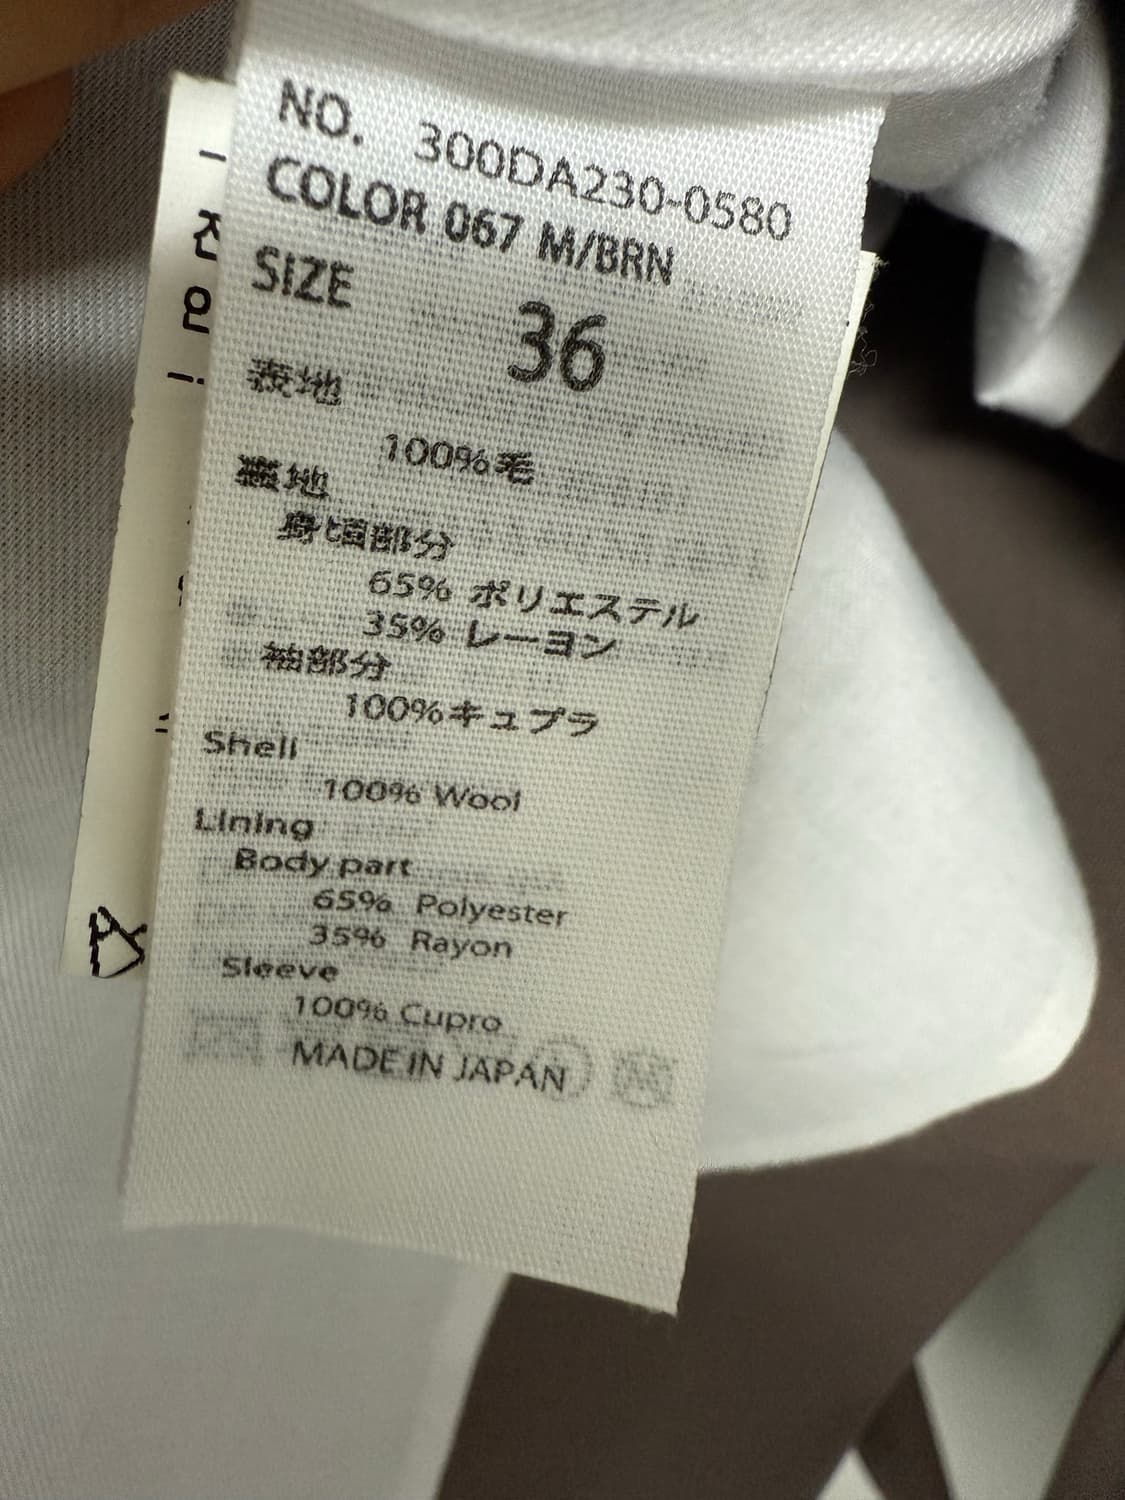 NO. 300DA230-0580
COLOR 067 M/BRN
SIZE 36
表地
100%毛
裏地
身頃部分
65% ポリエステル
35% レーヨン
袖部分
100%キュプラ
Shell
100% Wool
Lining
Body part
65% Polyester
35% Rayon
Sleeve
100% Cupro
MADE IN JAPAN